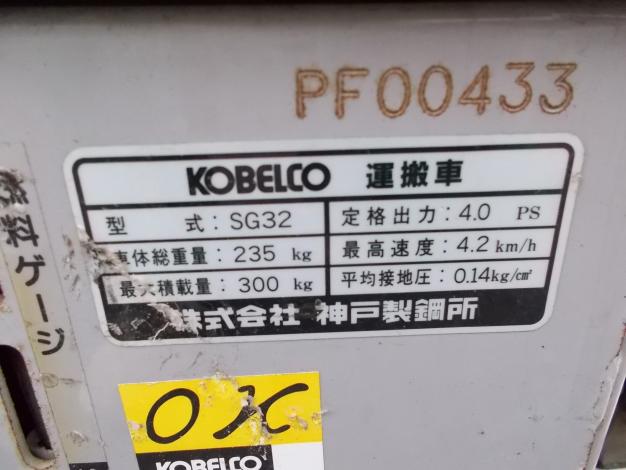 PF00433
KOBELCO 運搬車
型 式: SG32
定格出力: 4.0 PS
車体総重量: 235 kg
最高速度: 4.2 km/h
最大積載量: 300 kg
平均接地圧: 0.14kg/cm²
株式会社 神戸製鋼所
燃料ゲージ
OK
KOBELCO